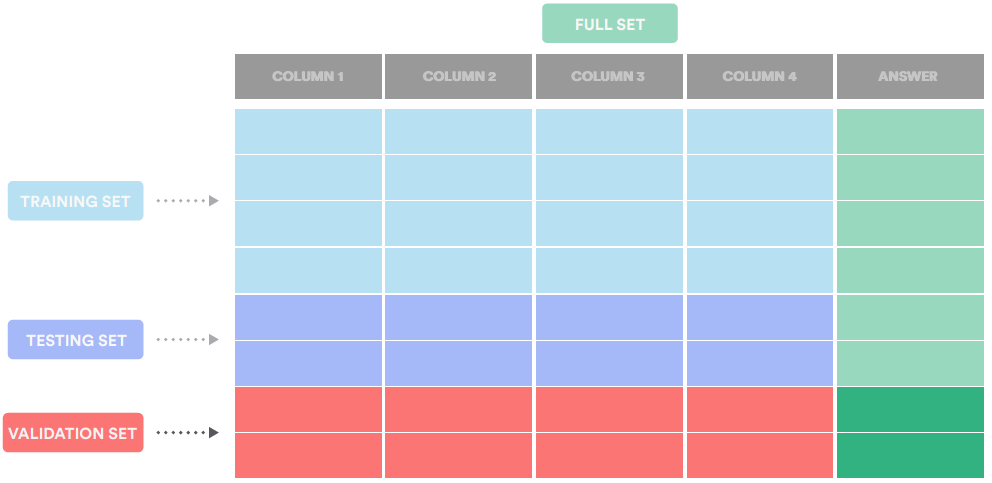 FULL SET
COLUMN 1
COLUMN 2
COLUMN 3
COLUMN 4
ANSWER
TRAINING SET
TESTING SET
VALIDATION SET